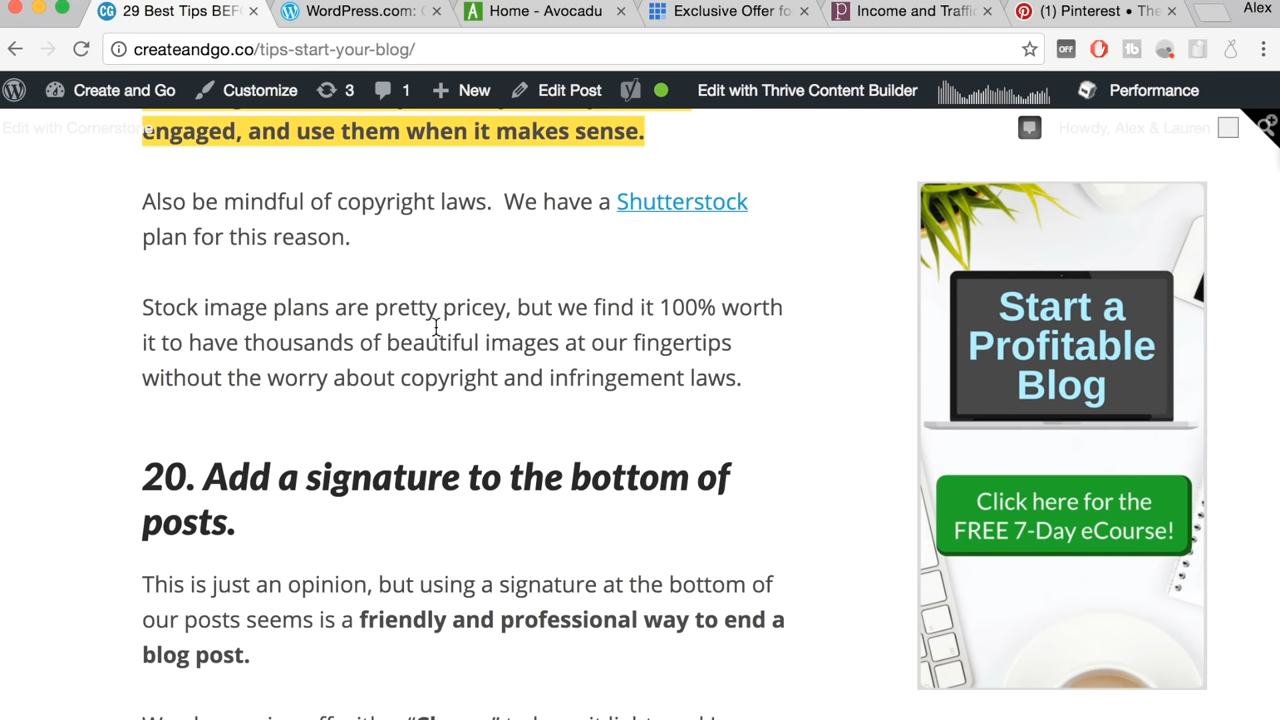 29 Best Tips BEF
WordPress.com:
Home - Avocadu
Exclusive Offer fo
Income and Traffi
(1) Pinterest • The
Alex
createandgo.co/tips-start-your-blog/
OFF
Create and Go
Customize
3
1
New
Edit Post
Edit with Thrive Content Builder
Performance
Edit with Cornerstone
Howdy, Alex & Lauren
engaged, and use them when it makes sense.
Also be mindful of copyright laws. We have a Shutterstock
plan for this reason.
Stock image plans are pretty pricey, but we find it 100% worth
it to have thousands of beautiful images at our fingertips
without the worry about copyright and infringement laws.
20. Add a signature to the bottom of
posts.
This is just an opinion, but using a signature at the bottom of
our posts seems is a friendly and professional way to end a
blog post.
Start a
Profitable
Blog
Click here for the
FREE 7-Day eCourse!